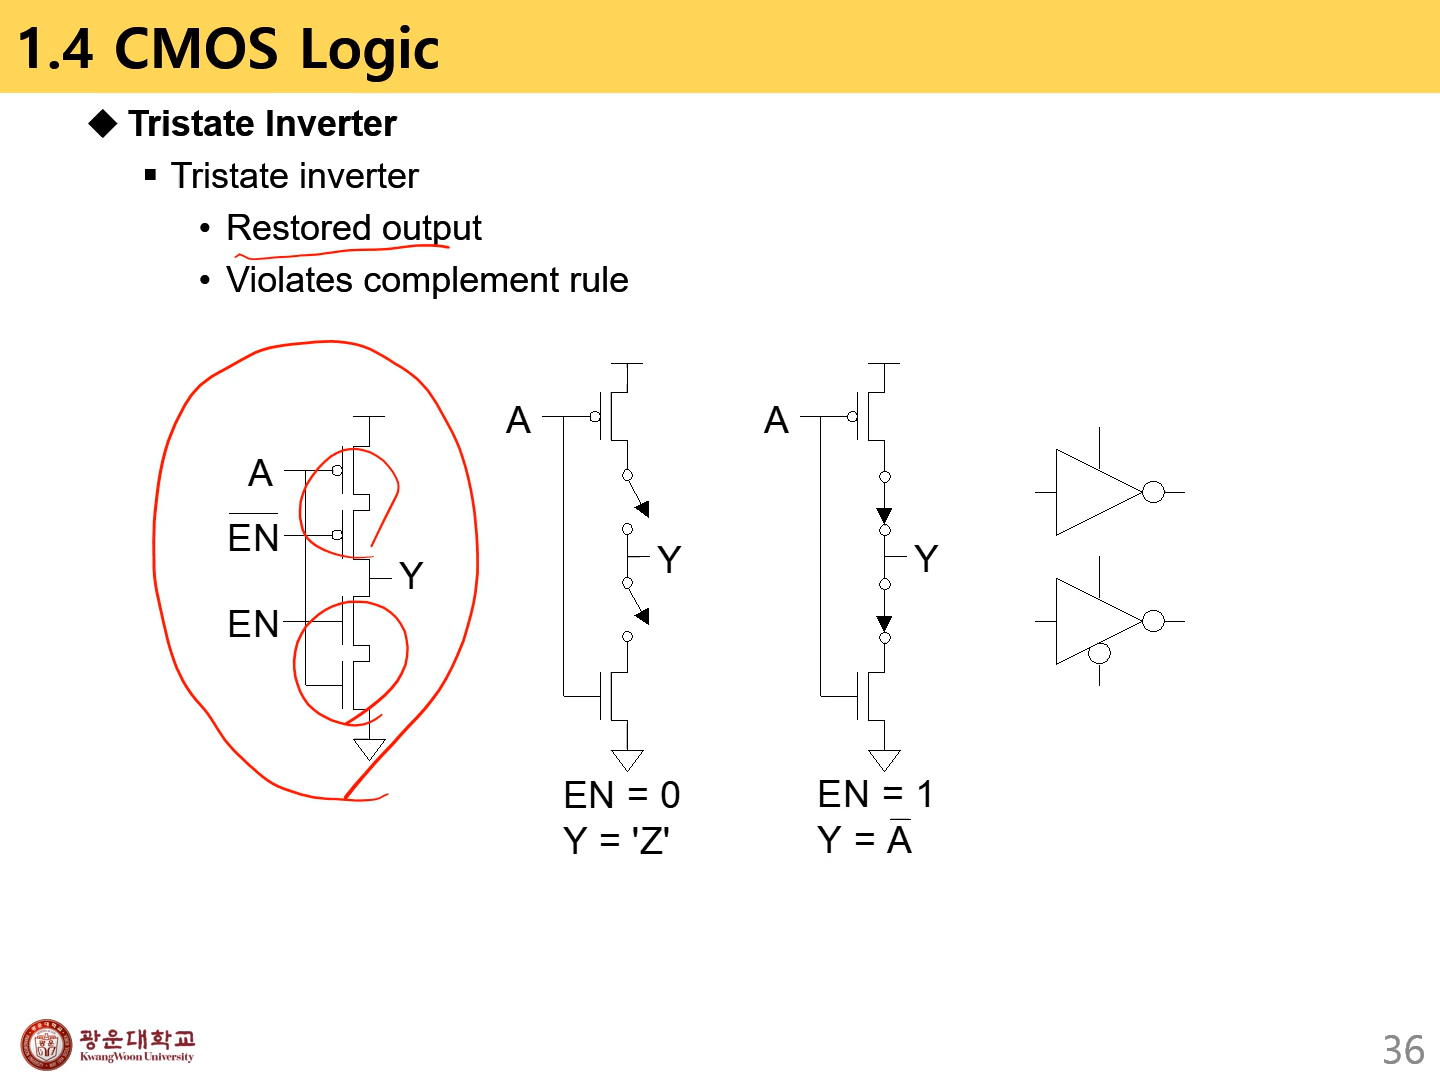 1.4 CMOS Logic
◆ Tristate Inverter
▪ Tristate inverter
• Restored output
• Violates complement rule
A
E̅N̅
EN
Y
A
Y
EN = 0
Y = 'Z'
A
Y
EN = 1
Y = A̅
광운대학교
KwangWoon University
36